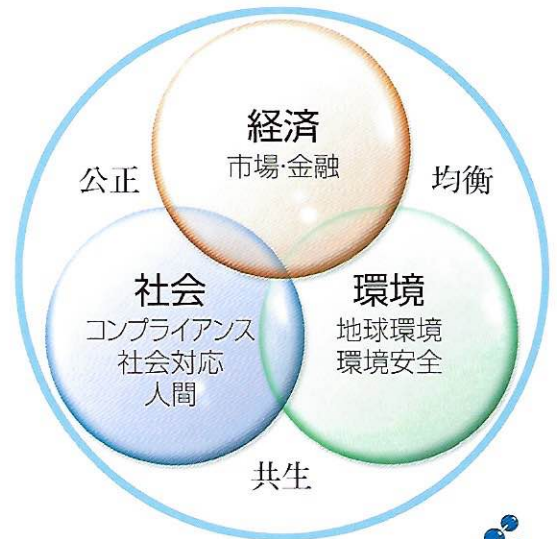 経済
市場・金融
公正
均衡
社会
コンプライアンス
社会対応
人間
環境
地球環境
環境安全
共生